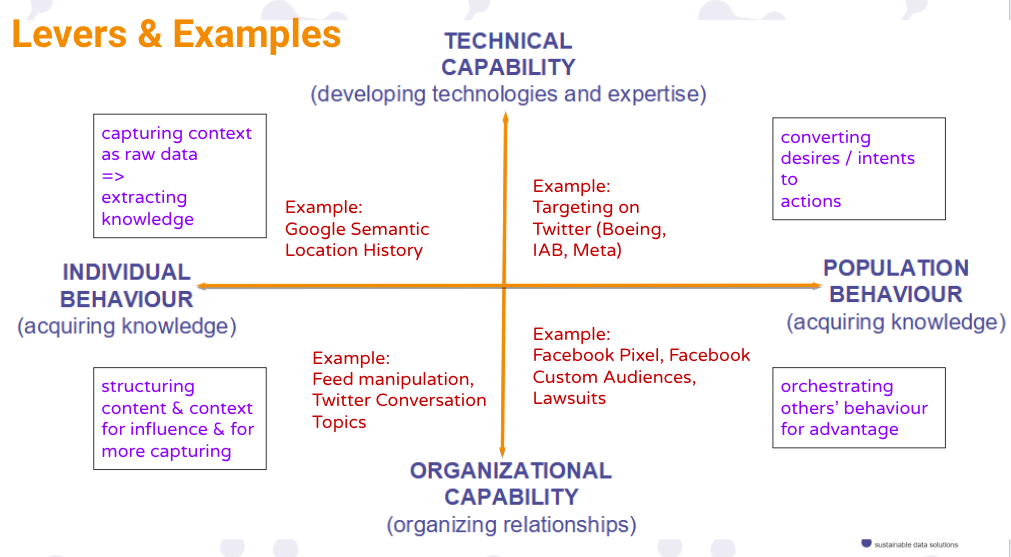 Levers & Examples
TECHNICAL
CAPABILITY
(developing technologies and expertise)
capturing context
as raw data
=>
extracting
knowledge
converting
desires / intents
to
actions
Example:
Google Semantic
Location History
Example:
Targeting on
Twitter (Boeing,
IAB, Meta)
INDIVIDUAL
BEHAVIOUR
(acquiring knowledge)
POPULATION
BEHAVIOUR
(acquiring knowledge)
structuring
content & context
for influence & for
more capturing
Example:
Feed manipulation,
Twitter Conversation
Topics
Example:
Facebook Pixel, Facebook
Custom Audiences,
Lawsuits
orchestrating
others' behaviour
for advantage
ORGANIZATIONAL
CAPABILITY
(organizing relationships)
sustainable data solutions